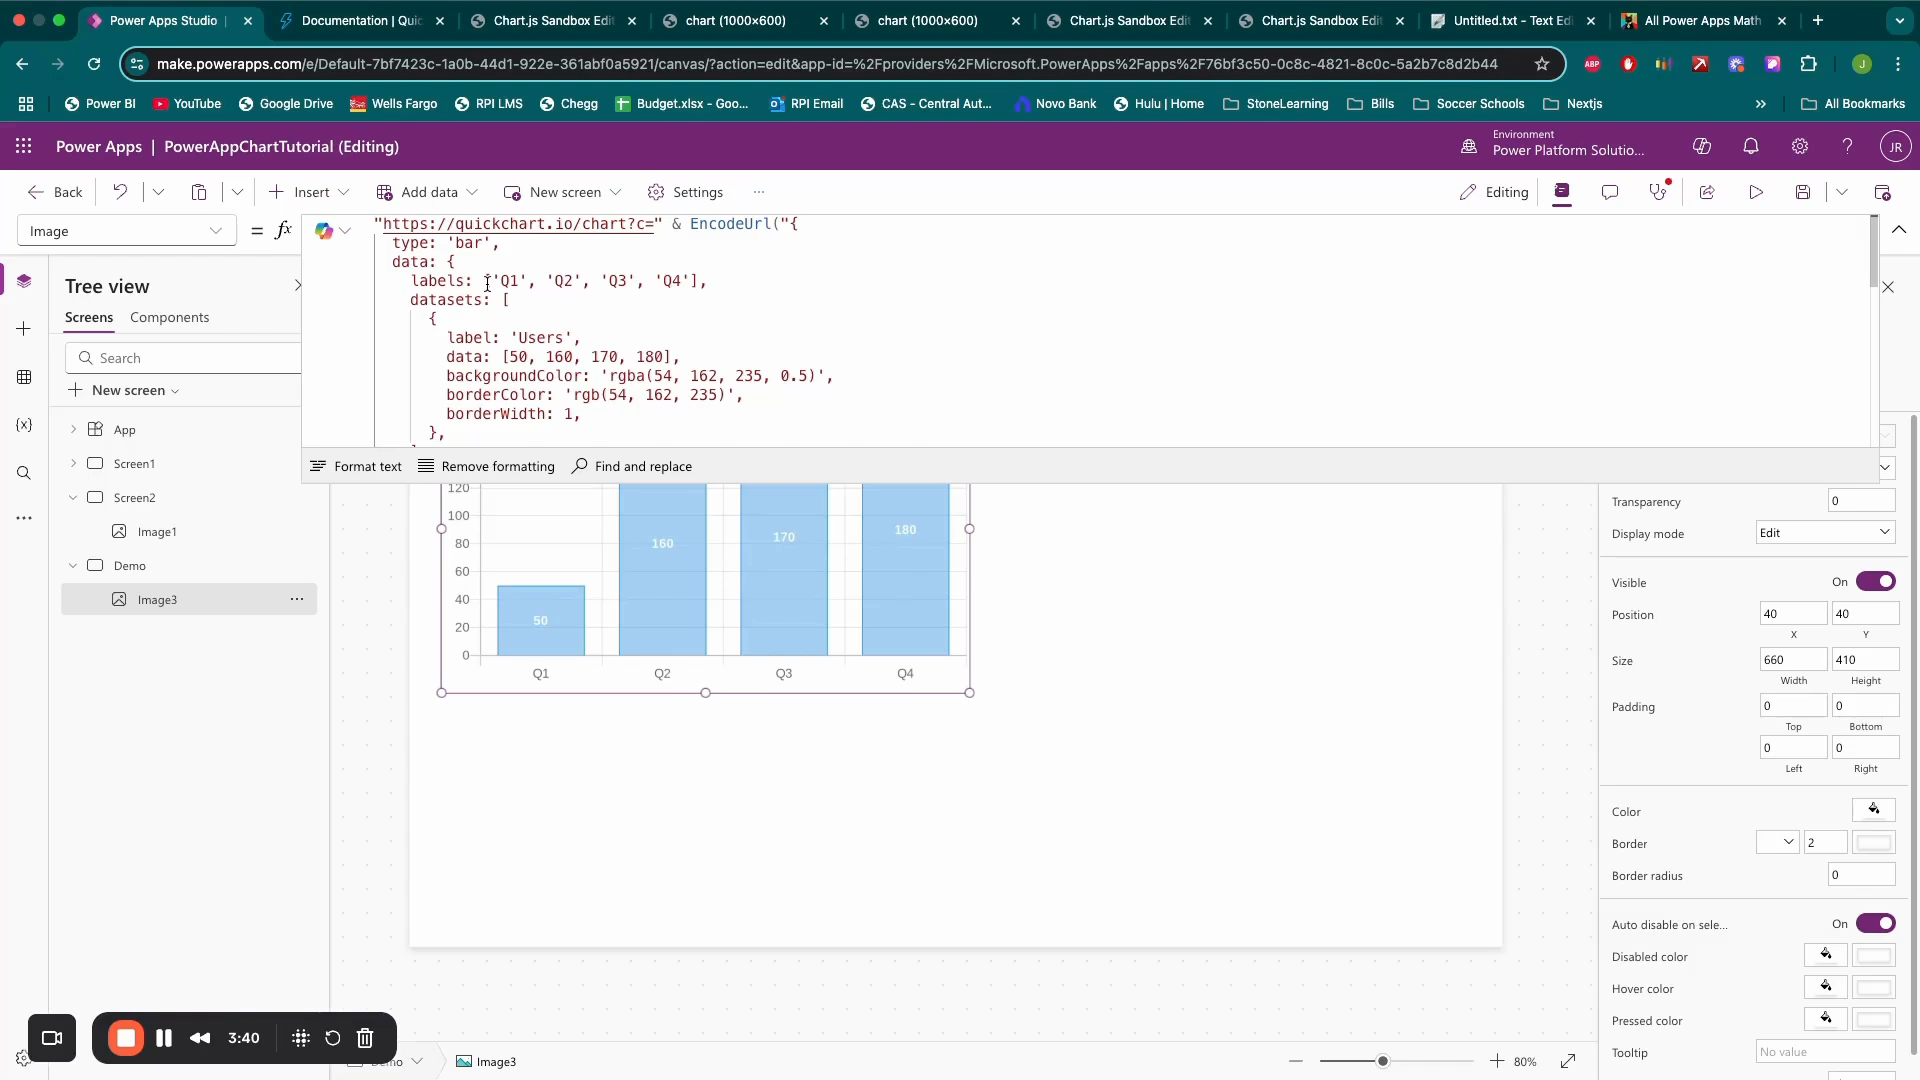 Power Apps Studio
Documentation | Quic
Chart.js Sandbox Edit
chart (1000×600)
chart (1000×600)
Chart.js Sandbox Edit
Chart.js Sandbox Edit
Untitled.txt - Text Edi
All Power Apps Math
make.powerapps.com/e/Default-7bf7423c-1a0b-44d1-922e-361abf0a5921/canvas/?action=edit&app-id=%2Fproviders%2FMicrosoft.PowerApps%2Fapps%2F76bf3c50-0c8c-4821-8c0c-5a2b7c8d2b44
ABP
J
Power BI
YouTube
Google Drive
Wells Fargo
RPI LMS
Chegg
Budget.xlsx - Goo...
RPI Email
CAS - Central Aut...
Novo Bank
Hulu | Home
StoneLearning
Bills
Soccer Schools
Nextjs
»
All Bookmarks
Power Apps | PowerAppChartTutorial (Editing)
Environment
Power Platform Solutio...
JR
Back
Insert
Add data
New screen
Settings
...
Editing
Image
= fx
"https://quickchart.io/chart?c=" & EncodeUrl("{
type: 'bar',
data: {
labels: ['Q1', 'Q2', 'Q3', 'Q4'],
datasets: [
{
label: 'Users',
data: [50, 160, 170, 180],
backgroundColor: 'rgba(54, 162, 235, 0.5)',
borderColor: 'rgb(54, 162, 235)',
borderWidth: 1,
},
Format text
Remove formatting
Find and replace
Tree view
Screens
Components
Search
New screen
App
Screen1
Screen2
Image1
Demo
Image3
...
120
100
80
60
40
20
0
50
160
170
180
Q1
Q2
Q3
Q4
Transparency
0
Display mode
Edit
Visible
On
Position
40
40
X
Y
Size
660
410
Width
Height
Padding
0
0
Top
Bottom
0
0
Left
Right
Color
Border
2
Border radius
0
Auto disable on sele...
On
Disabled color
Hover color
Pressed color
Tooltip
No value
3:40
Image3
80%